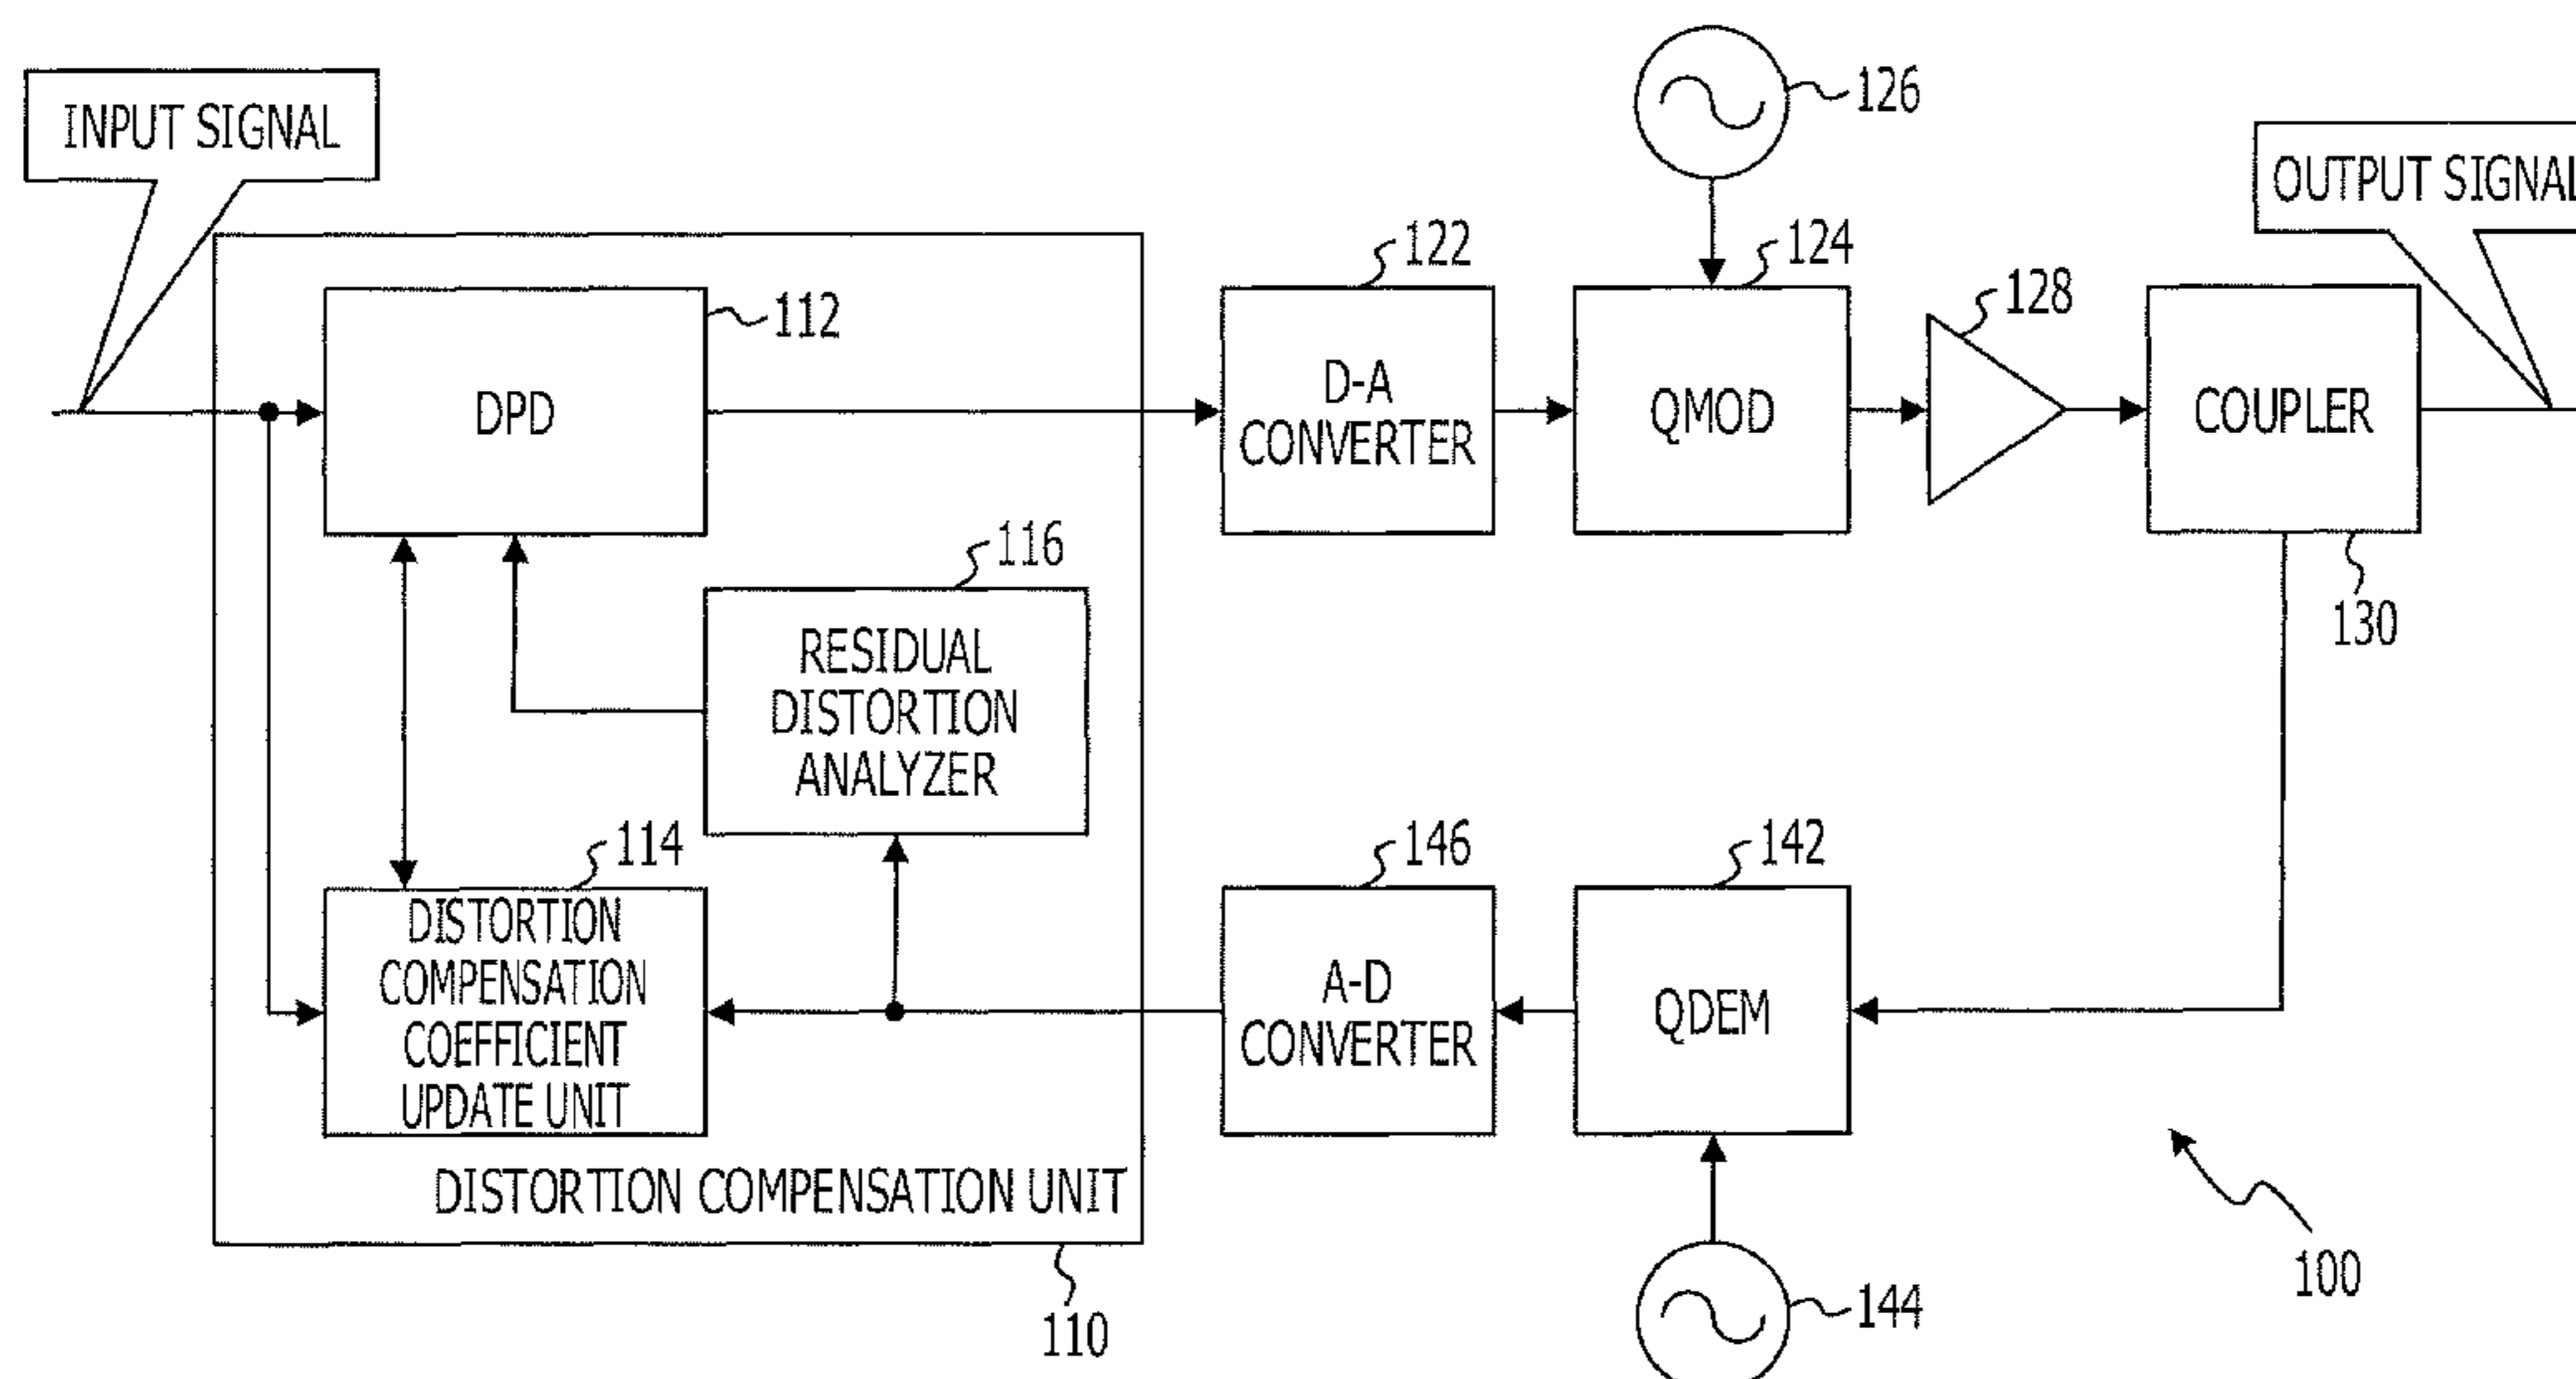 INPUT SIGNAL
126
OUTPUT SIGNAL
122
124
128
112
DPD
D-A
CONVERTER
QMOD
COUPLER
116
130
RESIDUAL
DISTORTION
ANALYZER
114
146
142
DISTORTION
COMPENSATION
COEFFICIENT
UPDATE UNIT
A-D
CONVERTER
QDEM
DISTORTION COMPENSATION UNIT
100
110
144